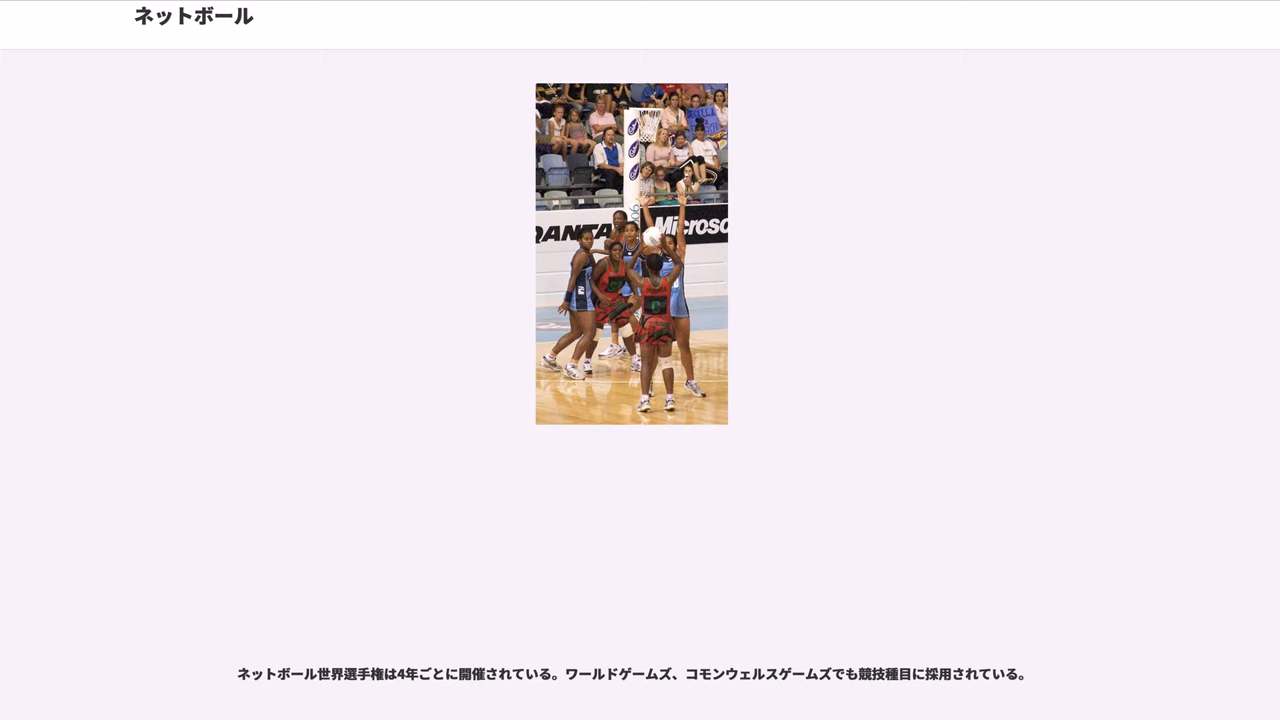 ネットボール
QANTA
Microso
ネットボール世界選手権は4年ごとに開催されている。ワールドゲームズ、コモンウェルスゲームズでも競技種目に採用されている。